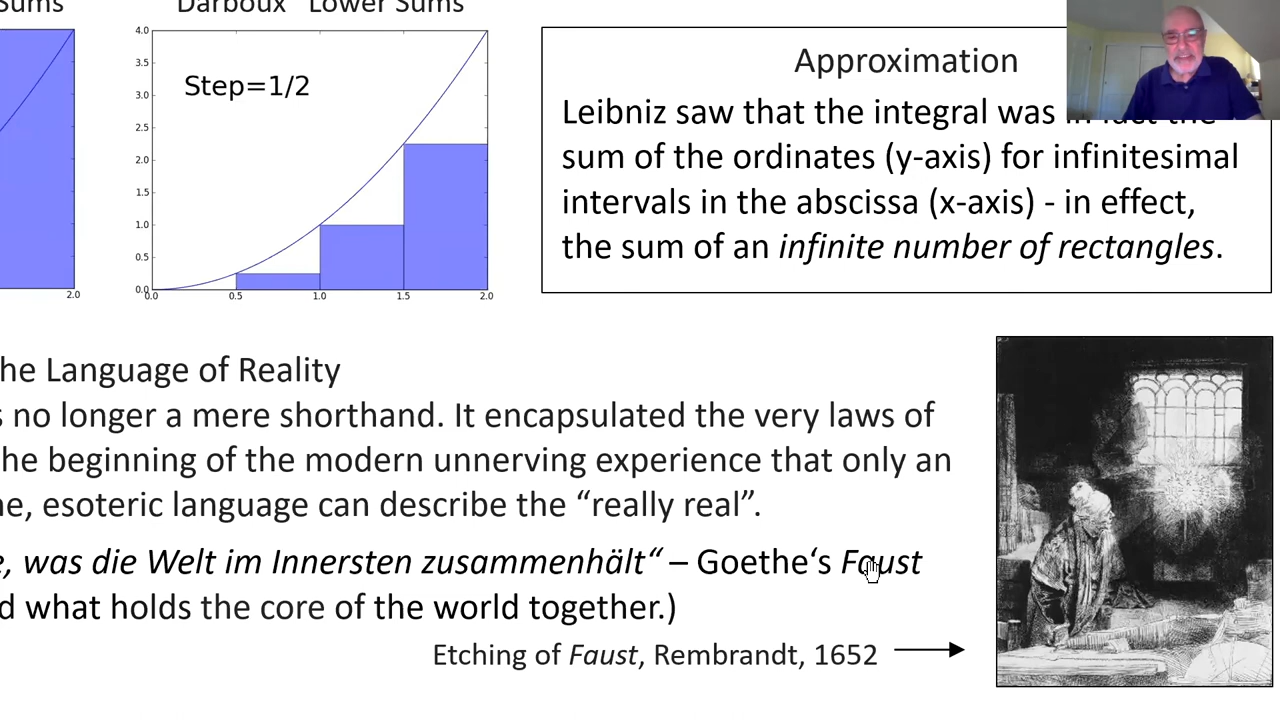 Sums
Darboux Lower Sums
4.0
3.5
3.0
2.5
2.0
1.5
1.0
0.5
0.0
Step=1/2
2.0
0.0
0.5
1.0
1.5
2.0
Approximation
Leibniz saw that the integral was in fact the
sum of the ordinates (y-axis) for infinitesimal
intervals in the abscissa (x-axis) - in effect,
the sum of an infinite number of rectangles.
he Language of Reality
s no longer a mere shorthand. It encapsulated the very laws of
he beginning of the modern unnerving experience that only an
ne, esoteric language can describe the “really real”.
e, was die Welt im Innersten zusammenhält“ – Goethe‘s Faust
d what holds the core of the world together.)
Etching of Faust, Rembrandt, 1652